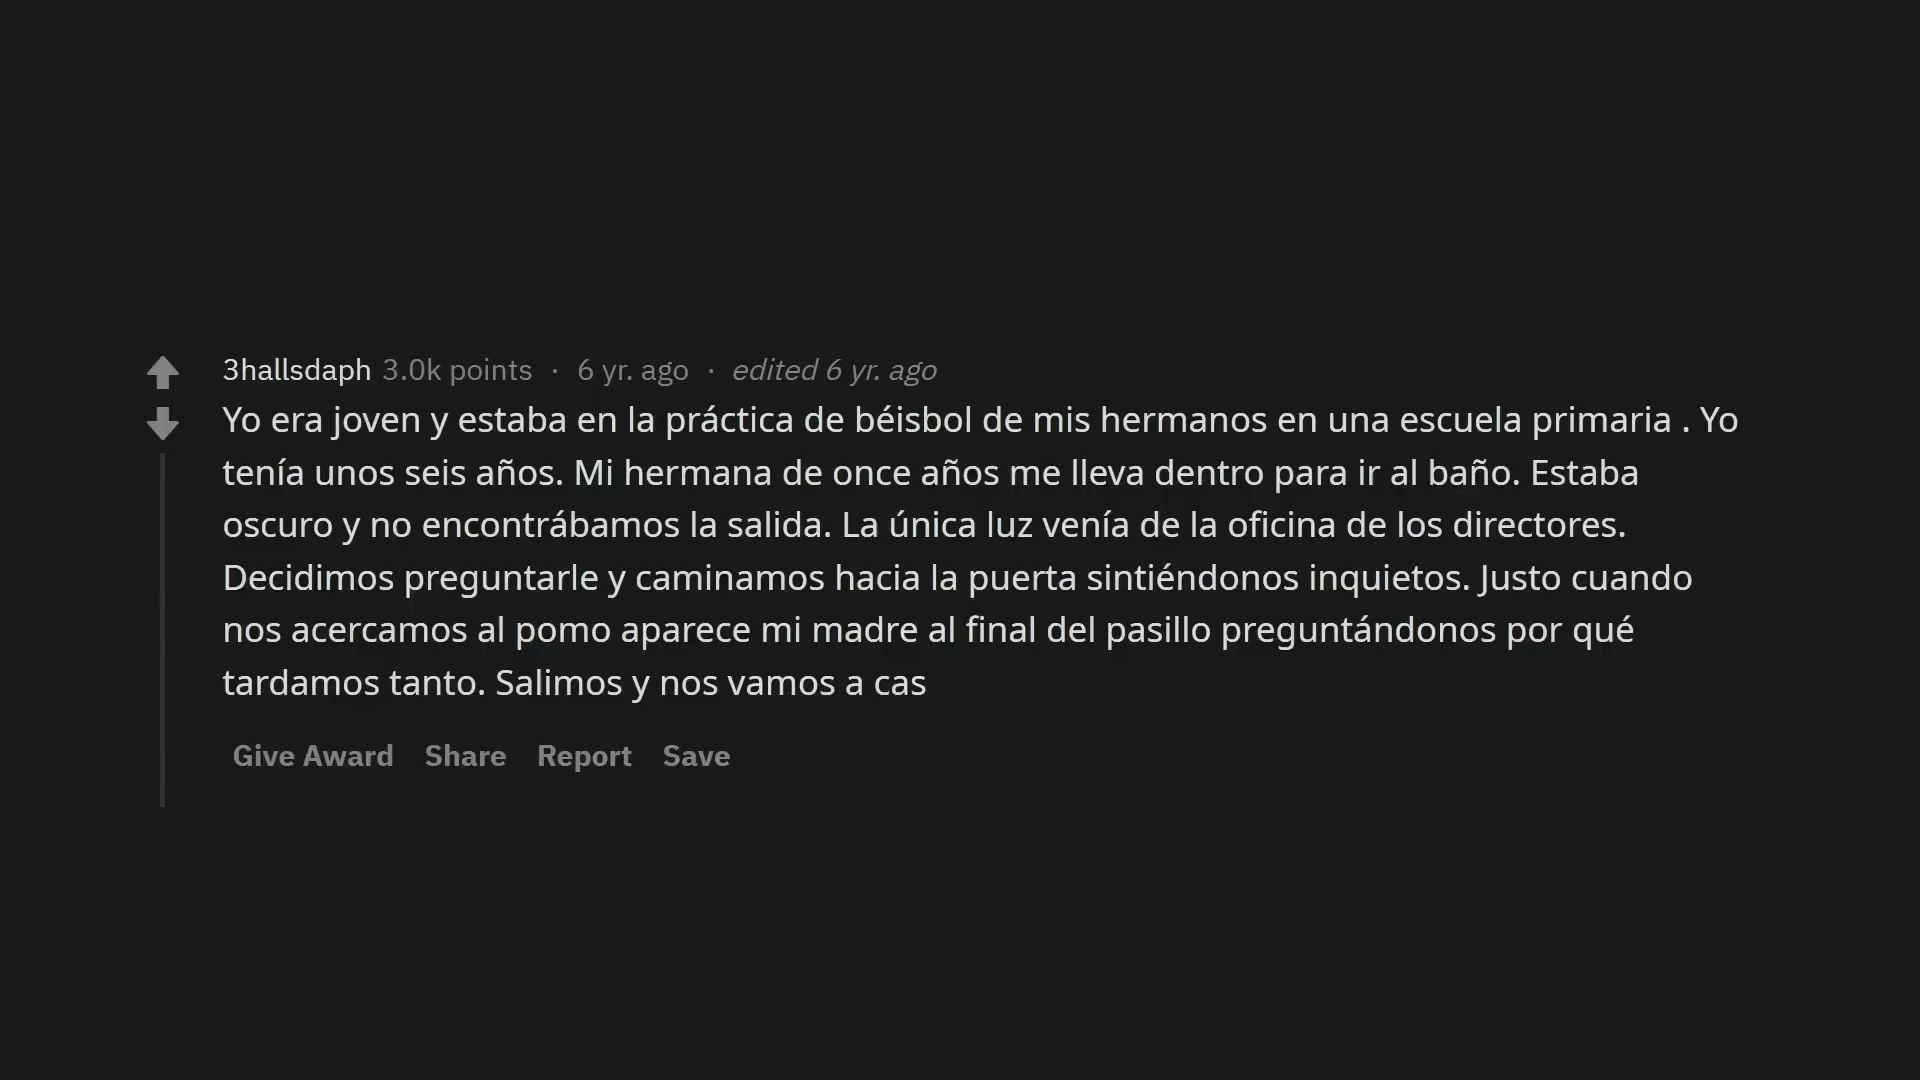 3hallsdaph 3.0k points · 6 yr. ago · edited 6 yr. ago
Yo era joven y estaba en la práctica de béisbol de mis hermanos en una escuela primaria . Yo
tenía unos seis años. Mi hermana de once años me lleva dentro para ir al baño. Estaba
oscuro y no encontrábamos la salida. La única luz venía de la oficina de los directores.
Decidimos preguntarle y caminamos hacia la puerta sintiéndonos inquietos. Justo cuando
nos acercamos al pomo aparece mi madre al final del pasillo preguntándonos por qué
tardamos tanto. Salimos y nos vamos a cas
Give Award Share Report Save